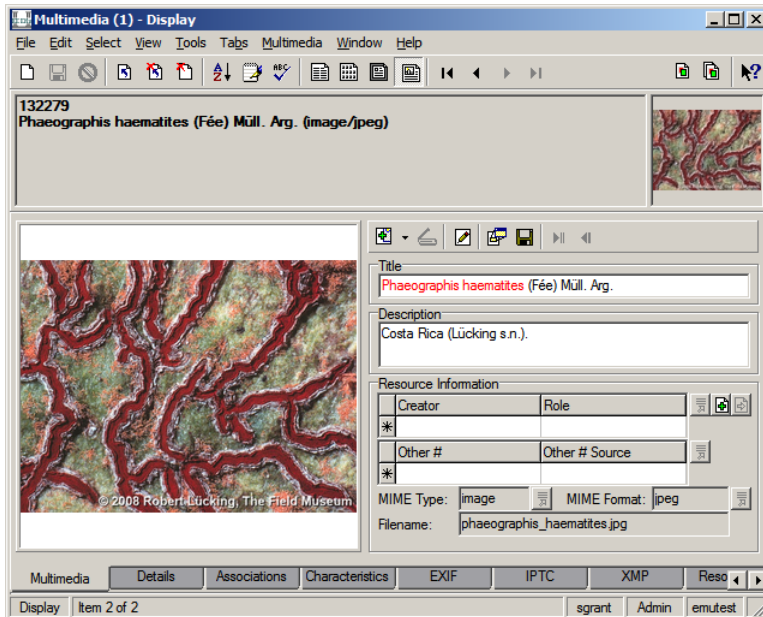 Multimedia (1) - Display
File Edit Select View Tools Tabs Multimedia Window Help
132279
Phaeographis haematites (Fée) Müll. Arg. (image/jpeg)
Title
Phaeographis haematites (Fée) Müll. Arg.
Description
Costa Rica (Lücking s.n.).
Resource Information
Creator Role
Other # Other # Source
MIME Type: image MIME Format: jpeg
Filename: phaeographis_haematites.jpg
© 2008 Robert Lücking, The Field Museum
Multimedia Details Associations Characteristics EXIF IPTC XMP Reso
Display Item 2 of 2 sgrant Admin emutest